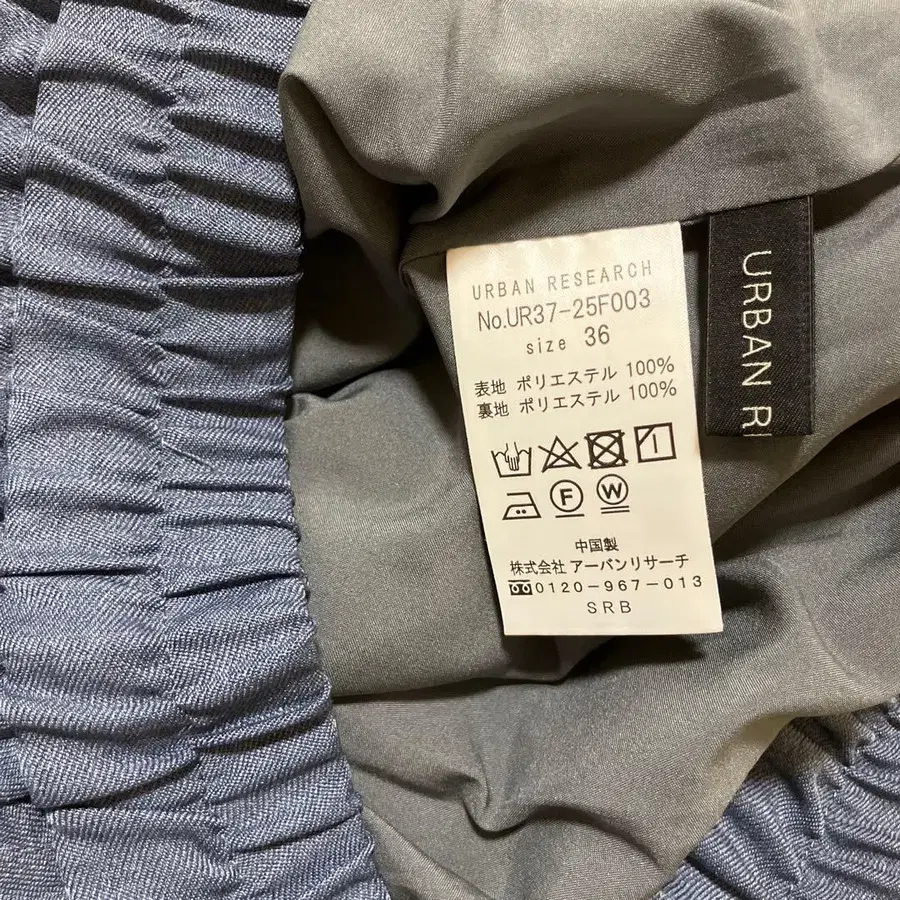 URBAN RESEARCH
No.UR37-25F003
size 36
表地 ポリエステル 100%
裏地 ポリエステル 100%
F W
中国製
株式会社 アーバンリサーチ
0120-967-013
SRB
URBAN